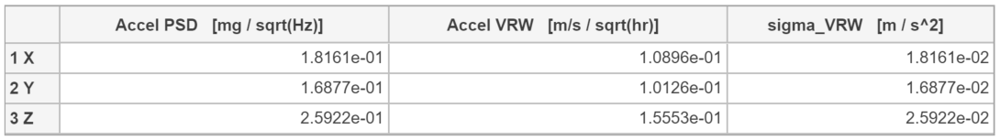 Accel PSD [mg / sqrt(Hz)] Accel VRW [m/s / sqrt(hr)] sigma_VRW [m / s^2]
1 X 1.8161e-01 1.0896e-01 1.8161e-02
2 Y 1.6877e-01 1.0126e-01 1.6877e-02
3 Z 2.5922e-01 1.5553e-01 2.5922e-02